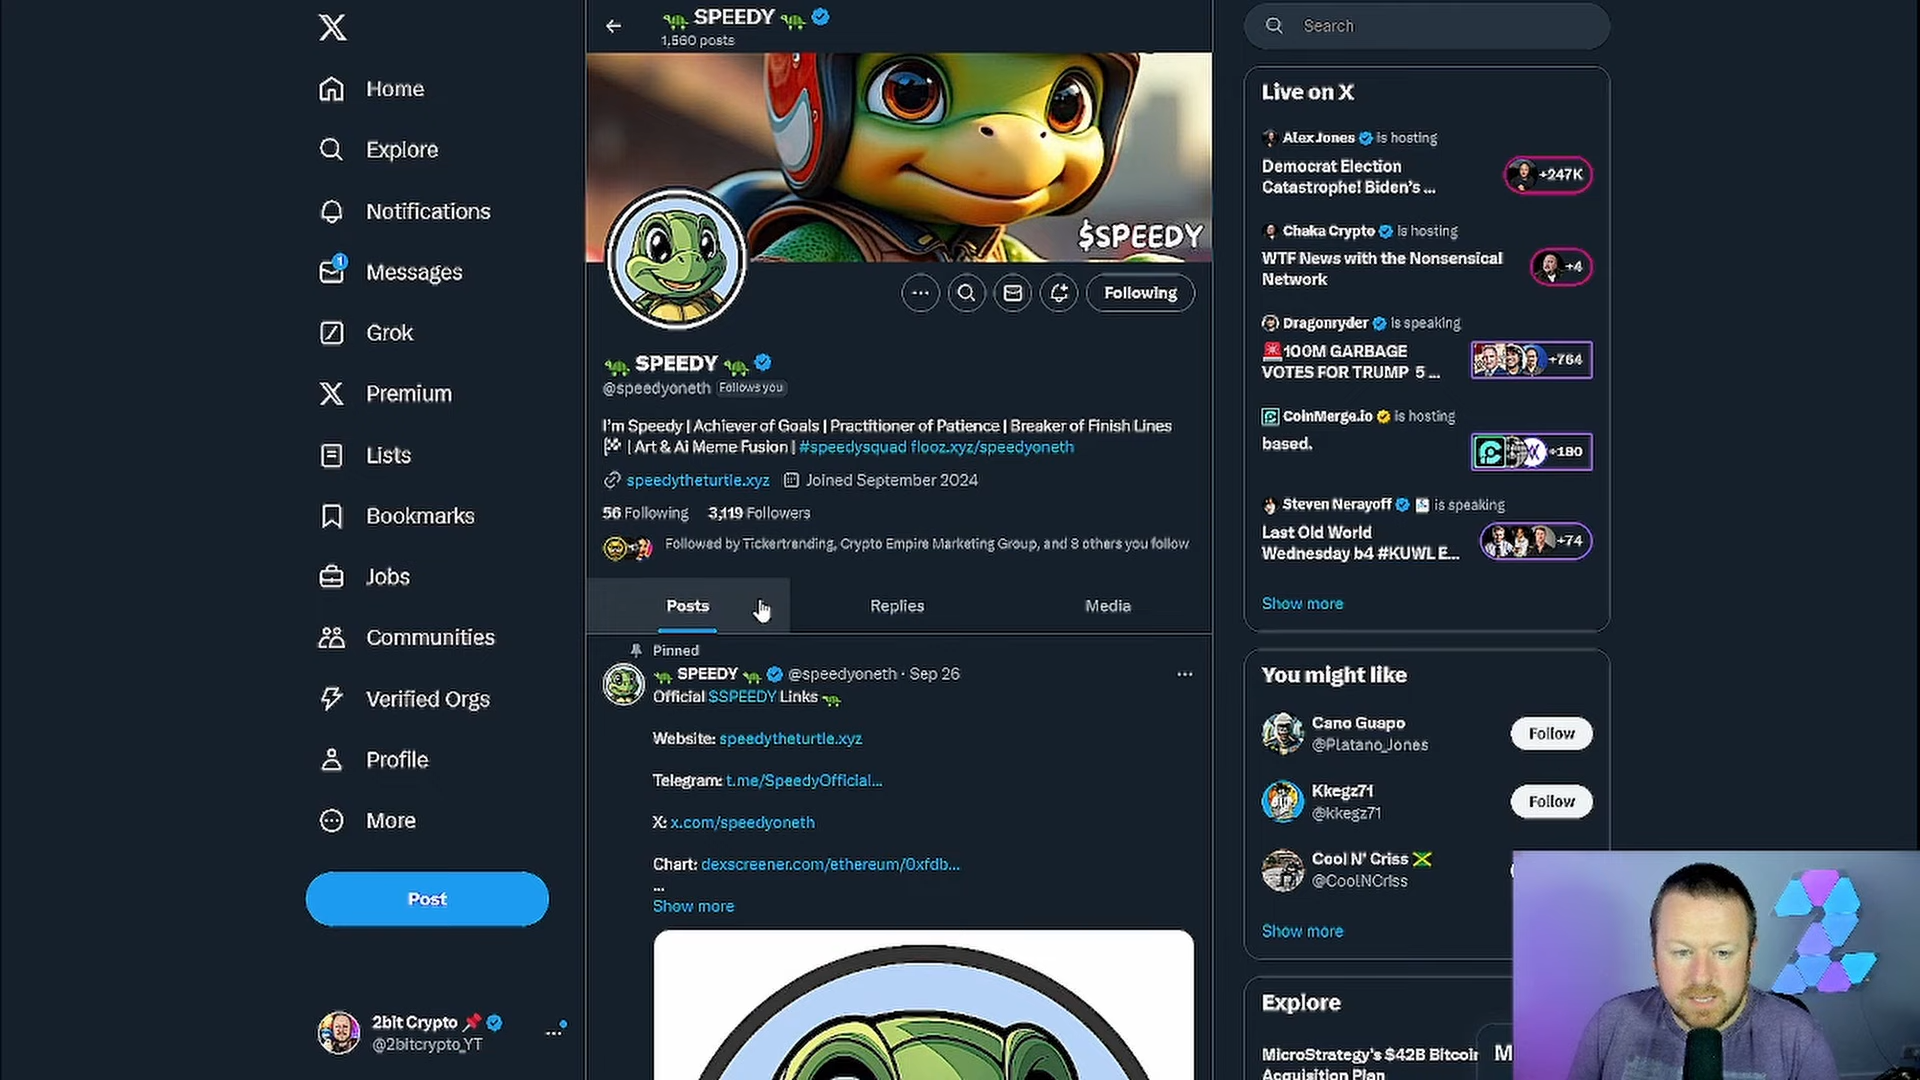 Home
Explore
Notifications
1
Messages
Grok
Premium
Lists
Bookmarks
Jobs
Communities
Verified Orgs
Profile
More
Post
2bit Crypto 📌
@2bitcrypto_YT
🐢 SPEEDY 🐢
1,560 posts
$SPEEDY
Following
🐢 SPEEDY 🐢
@speedyoneth Follows you
I'm Speedy | Achiever of Goals | Practitioner of Patience | Breaker of Finish Lines
🏁 | Art & Ai Meme Fusion | #speedysquad flooz.xyz/speedyoneth
speedytheturtle.xyz Joined September 2024
56 Following 3,119 Followers
Followed by Tickertrending, Crypto Empire Marketing Group, and 8 others you follow
Posts Replies Media
Pinned
🐢 SPEEDY 🐢 @speedyoneth · Sep 26
Official $SPEEDY Links 🐢
Website: speedytheturtle.xyz
Telegram: t.me/SpeedyOfficial...
X: x.com/speedyoneth
Chart: dexscreener.com/ethereum/0xfdb...
...
Show more
Search
Live on X
Alex Jones is hosting
Democrat Election
Catastrophe! Biden's ...
+247K
Chaka Crypto is hosting
WTF News with the Nonsensical
Network
+4
Dragonryder is speaking
🚨100M GARBAGE
VOTES FOR TRUMP 5 ...
+764
CoinMerge.io is hosting
based.
+180
Steven Nerayoff is speaking
Last Old World
Wednesday b4 #KUWL E...
+74
Show more
You might like
Cano Guapo
@Platano_Jones
Follow
Kkegz71
@kkegz71
Follow
Cool N' Criss 🇯🇲
@CoolNCriss
Show more
Explore
MicroStrategy's $42B Bitcoin
Acquisition Plan
M